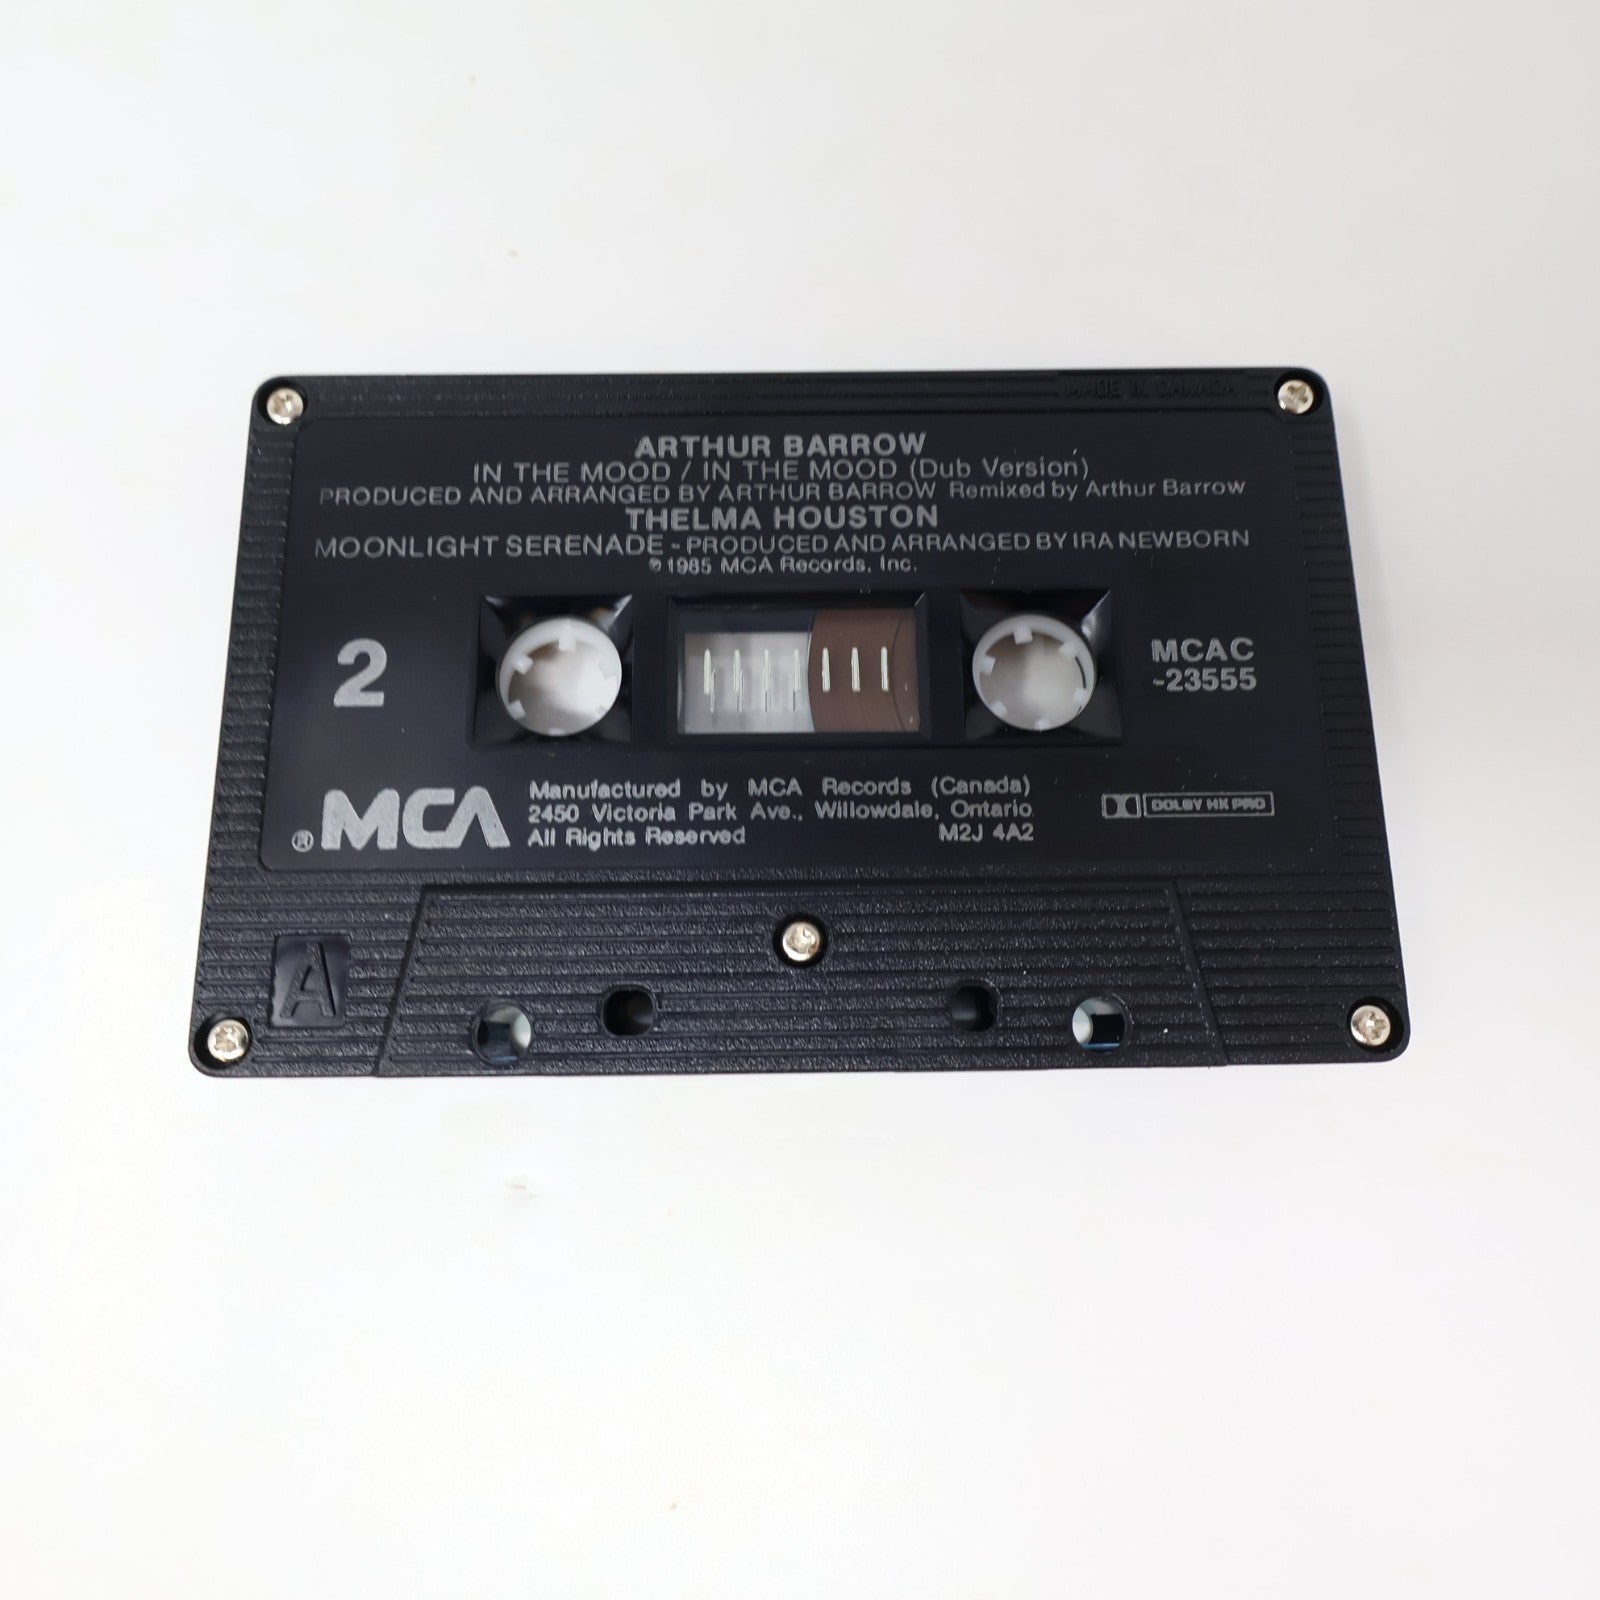 MADE IN CANADA
ARTHUR BARROW
IN THE MOOD / IN THE MOOD (Dub Version)
PRODUCED AND ARRANGED BY ARTHUR BARROW Remixed by Arthur Barrow
THELMA HOUSTON
MOONLIGHT SERENADE - PRODUCED AND ARRANGED BY IRA NEWBORN
℗ 1985 MCA Records, Inc.
2
MCAC
-23555
® MCA
Manufactured by MCA Records (Canada)
2450 Victoria Park Ave., Willowdale, Ontario
All Rights Reserved M2J 4A2
DOLBY HX PRO
A